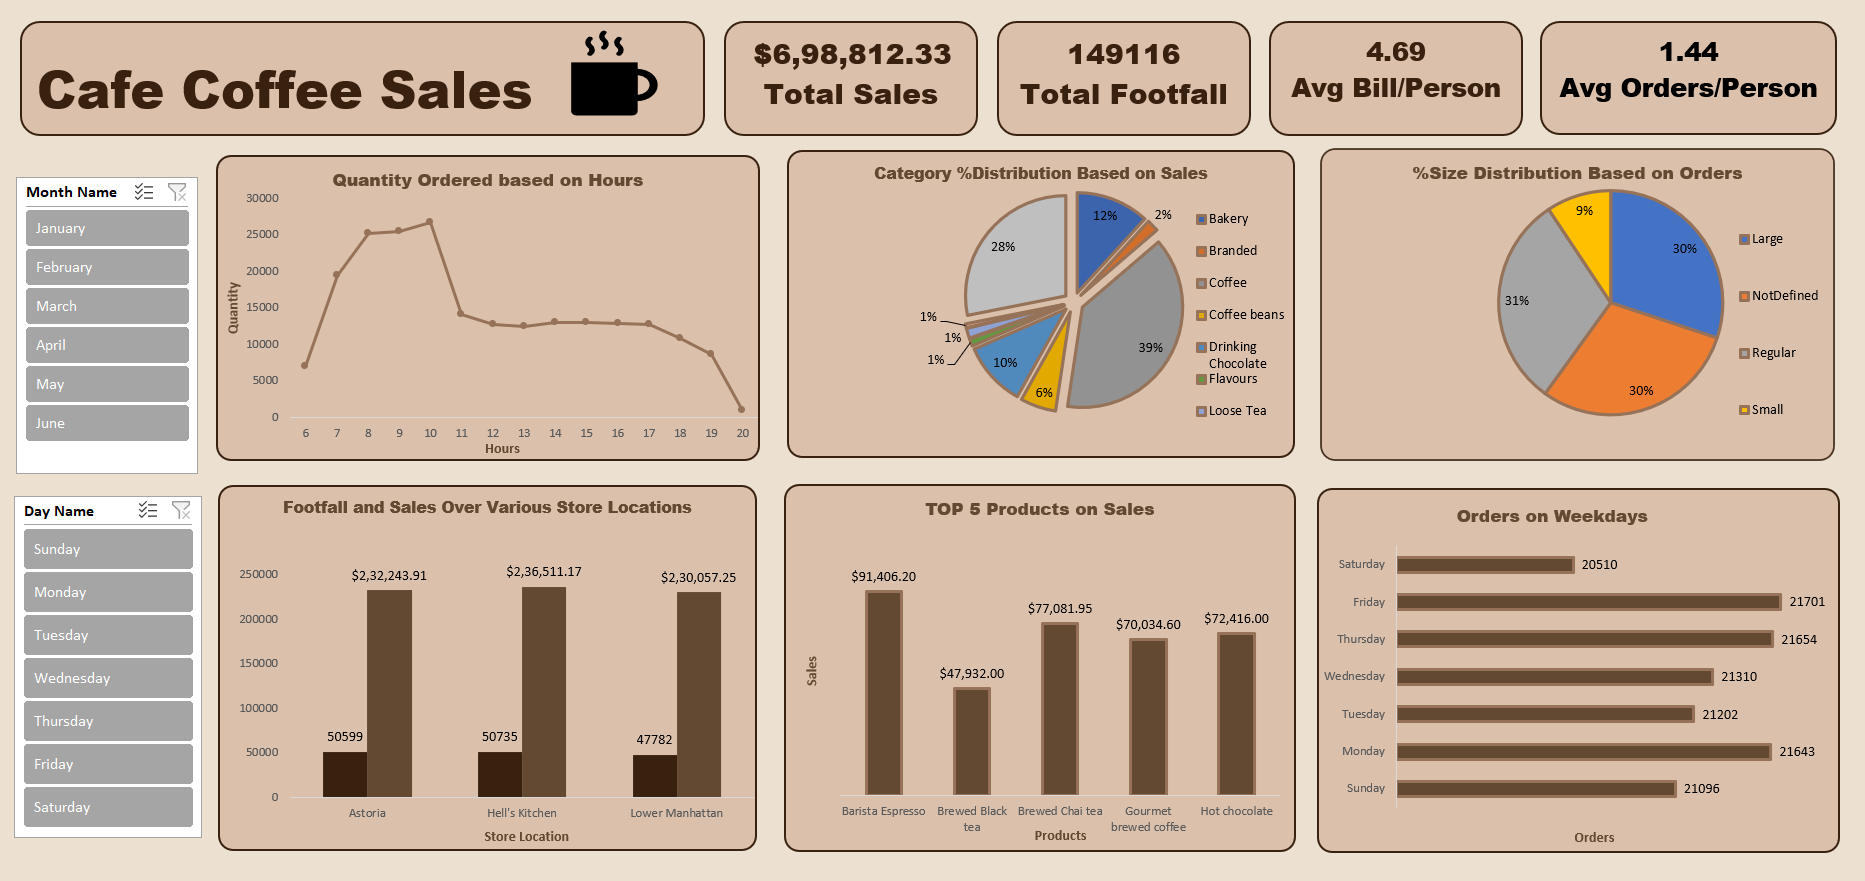 Cafe Coffee Sales
$6,98,812.33
Total Sales
149116
Total Footfall
4.69
Avg Bill/Person
1.44
Avg Orders/Person
Month Name
January
February
March
April
May
June
Quantity Ordered based on Hours
Quantity
30000
25000
20000
15000
10000
5000
0
6 7 8 9 10 11 12 13 14 15 16 17 18 19 20
Hours
Category %Distribution Based on Sales
12%
2%
28%
39%
1%
1%
1%
10%
6%
Bakery
Branded
Coffee
Coffee beans
Drinking
Chocolate
Flavours
Loose Tea
%Size Distribution Based on Orders
9%
30%
31%
30%
Large
NotDefined
Regular
Small
Day Name
Sunday
Monday
Tuesday
Wednesday
Thursday
Friday
Saturday
Footfall and Sales Over Various Store Locations
250000
200000
150000
100000
50000
0
$2,32,243.91
$2,36,511.17
$2,30,057.25
50599
50735
47782
Astoria
Hell's Kitchen
Lower Manhattan
Store Location
TOP 5 Products on Sales
Sales
$91,406.20
$47,932.00
$77,081.95
$70,034.60
$72,416.00
Barista Espresso
Brewed Black
tea
Brewed Chai tea
Gourmet
brewed coffee
Hot chocolate
Products
Orders on Weekdays
Saturday 20510
Friday 21701
Thursday 21654
Wednesday 21310
Tuesday 21202
Monday 21643
Sunday 21096
Orders